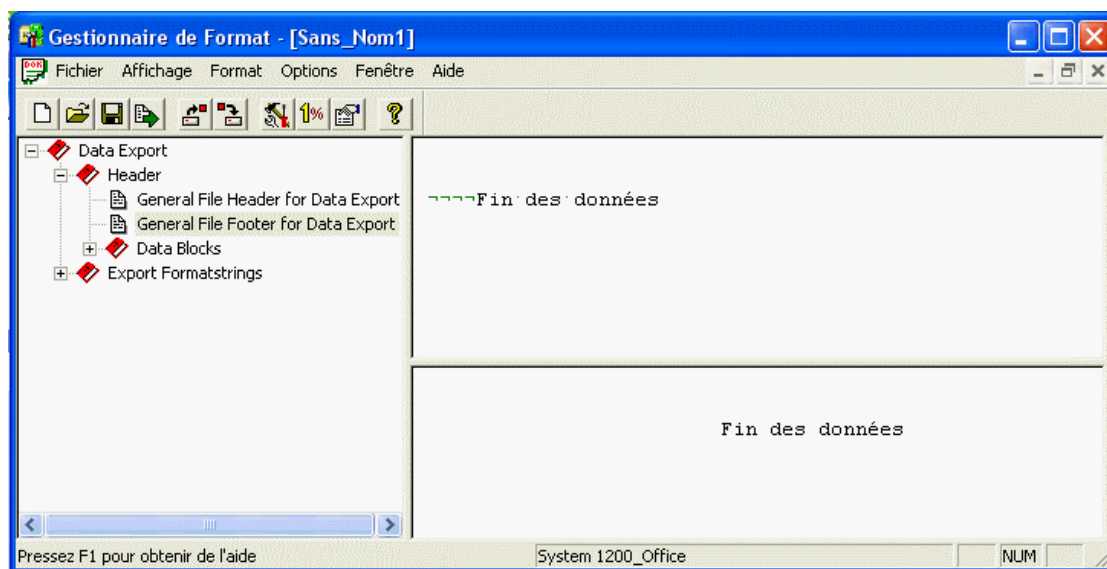 Gestionnaire de Format - [Sans_Nom1]
Fichier Affichage Format Options Fenêtre Aide
1%
?
Data Export
Header
General File Header for Data Export
General File Footer for Data Export
Data Blocks
Export Formatstrings
¬¬¬¬Fin·des·données
Fin des données
Pressez F1 pour obtenir de l'aide
System 1200_Office
NUM